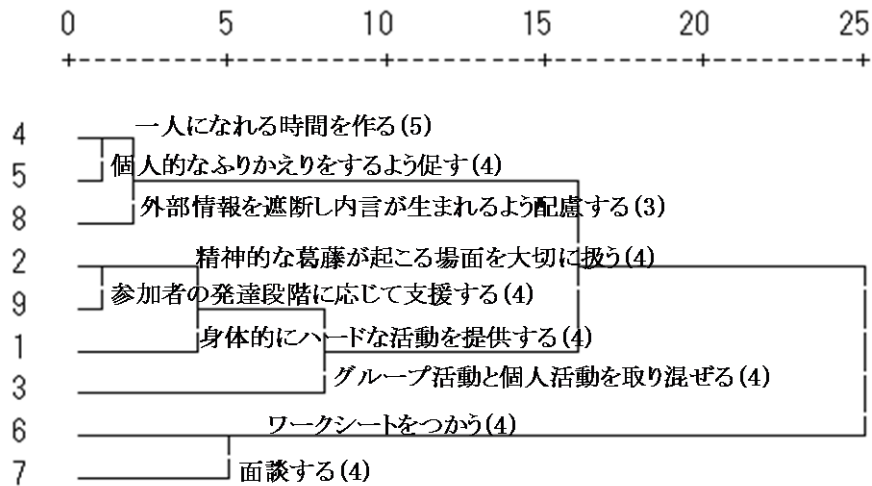 0 5 10 15 20 25
4 一人になれる時間を作る(5)
5 個人的なふりかえりをするよう促す(4)
8 外部情報を遮断し内言が生まれるよう配慮する(3)
2 精神的な葛藤が起こる場面を大切に扱う(4)
9 参加者の発達段階に応じて支援する(4)
1 身体的にハードな活動を提供する(4)
3 グループ活動と個人活動を取り混ぜる(4)
6 ワークシートをつかう(4)
7 面談する(4)